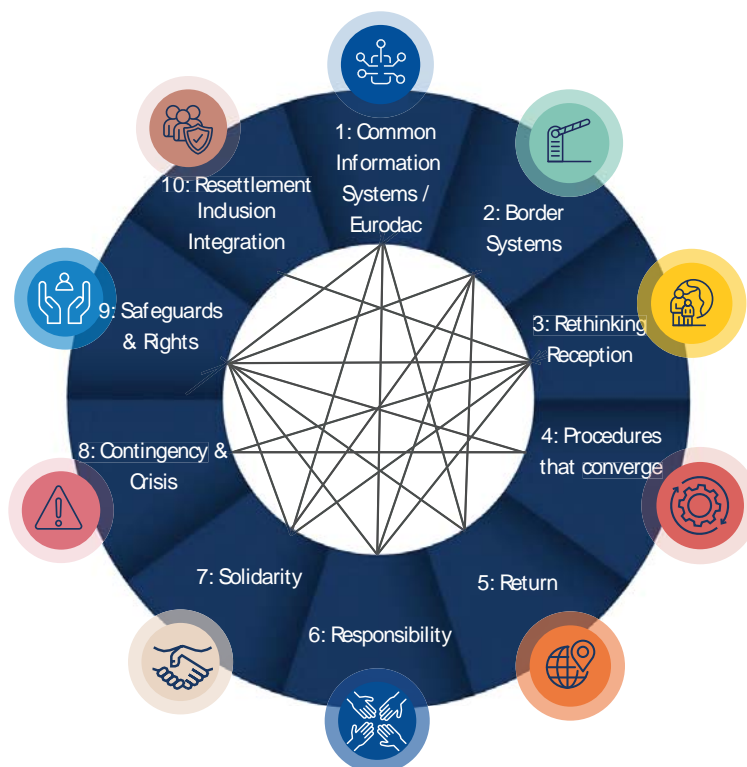 1: Common
Information
Systems /
Eurodac
2: Border
Systems
3: Rethinking
Reception
4: Procedures
that converge
5: Return
6: Responsibility
7: Solidarity
8: Contingency &
Crisis
9: Safeguards
& Rights
10: Resettlement
Inclusion
Integration